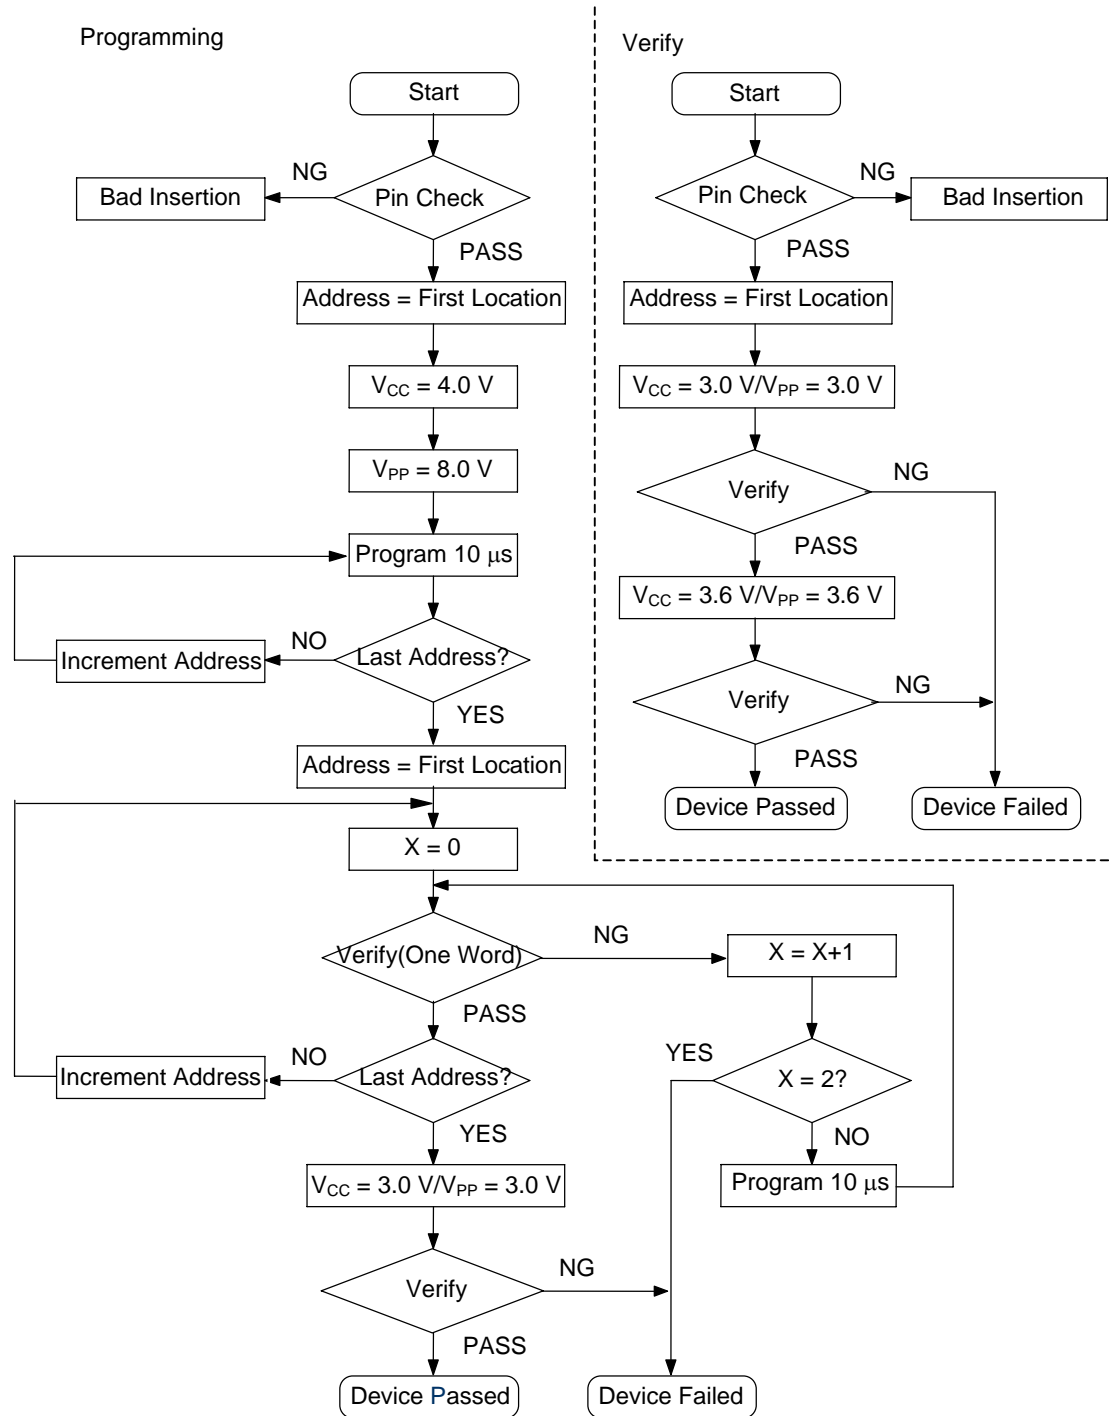 Programming
Start
Pin Check
NG
Bad Insertion
PASS
Address = First Location
VCC = 4.0 V
VPP = 8.0 V
Program 10 μs
Last Address?
NO
Increment Address
YES
Address = First Location
X = 0
Verify(One Word)
NG
X = X+1
PASS
X = 2?
YES
NO
Program 10 μs
Last Address?
NO
Increment Address
YES
VCC = 3.0 V/VPP = 3.0 V
Verify
NG
PASS
Device Passed
Device Failed
Verify
Start
Pin Check
NG
Bad Insertion
PASS
Address = First Location
VCC = 3.0 V/VPP = 3.0 V
Verify
NG
PASS
VCC = 3.6 V/VPP = 3.6 V
Verify
NG
PASS
Device Passed
Device Failed